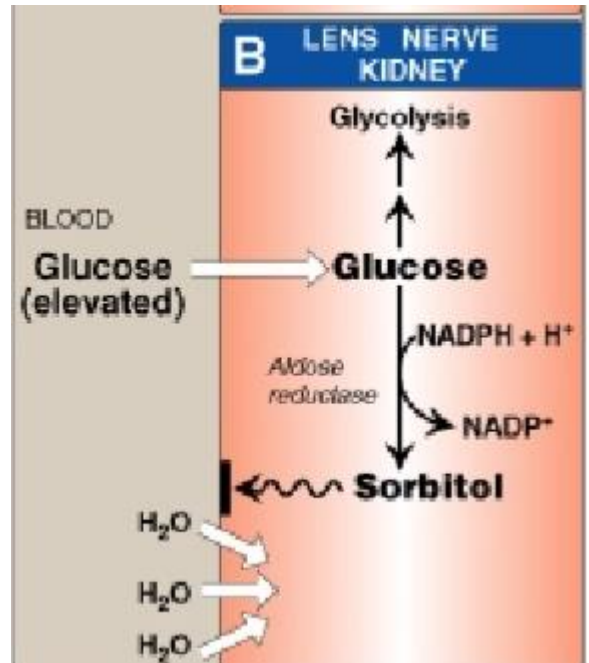 B
LENS NERVE
KIDNEY
Glycolysis
BLOOD
Glucose
(elevated)
Glucose
NADPH + H⁺
Aldose
reductase
NADP⁺
Sorbitol
H₂O
H₂O
H₂O